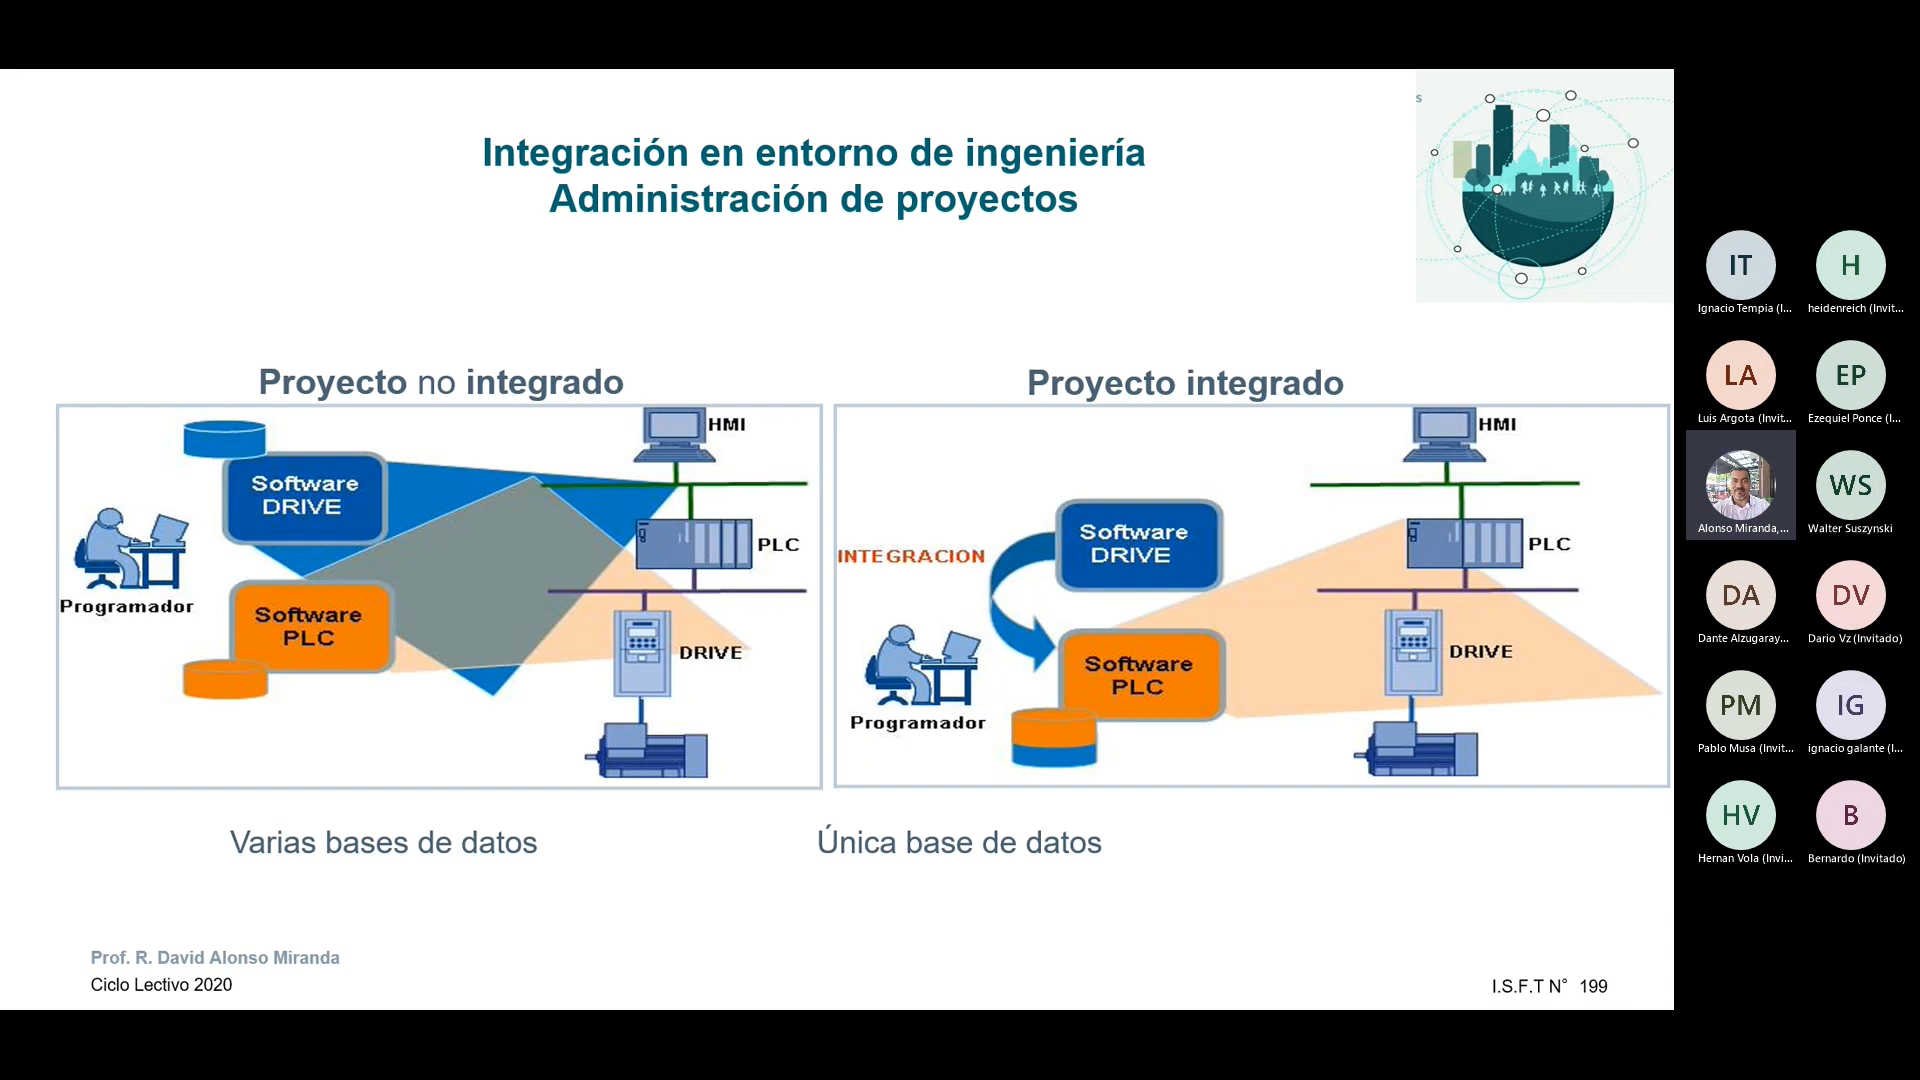 s
Integración en entorno de ingeniería
Administración de proyectos
Proyecto no integrado
Proyecto integrado
HMI
Software
DRIVE
PLC
Programador
Software
PLC
DRIVE
HMI
Software
DRIVE
PLC
INTEGRACION
Software
PLC
DRIVE
Programador
Varias bases de datos
Única base de datos
Prof. R. David Alonso Miranda
Ciclo Lectivo 2020
I.S.F.T N° 199
IT
Ignacio Tempia (I...
H
heidenreich (Invit...
LA
Luis Argota (Invit...
EP
Ezequiel Ponce (I...
Alonso Miranda,...
WS
Walter Suszynski
DA
Dante Alzugaray...
DV
Dario Vz (Invitado)
PM
Pablo Musa (Invit...
IG
ignacio galante (I...
HV
Hernan Vola (Invi...
B
Bernardo (Invitado)